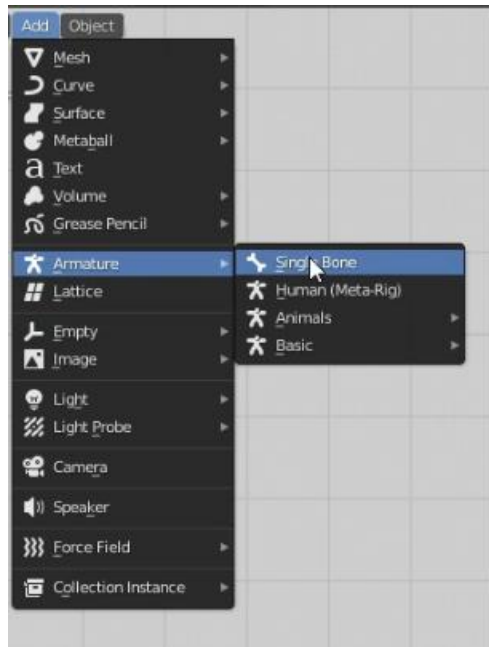 Add Object
Mesh
Curve
Surface
Metaball
Text
Volume
Grease Pencil
Armature
Lattice
Empty
Image
Light
Light Probe
Camera
Speaker
Force Field
Collection Instance
Single Bone
Human (Meta-Rig)
Animals
Basic